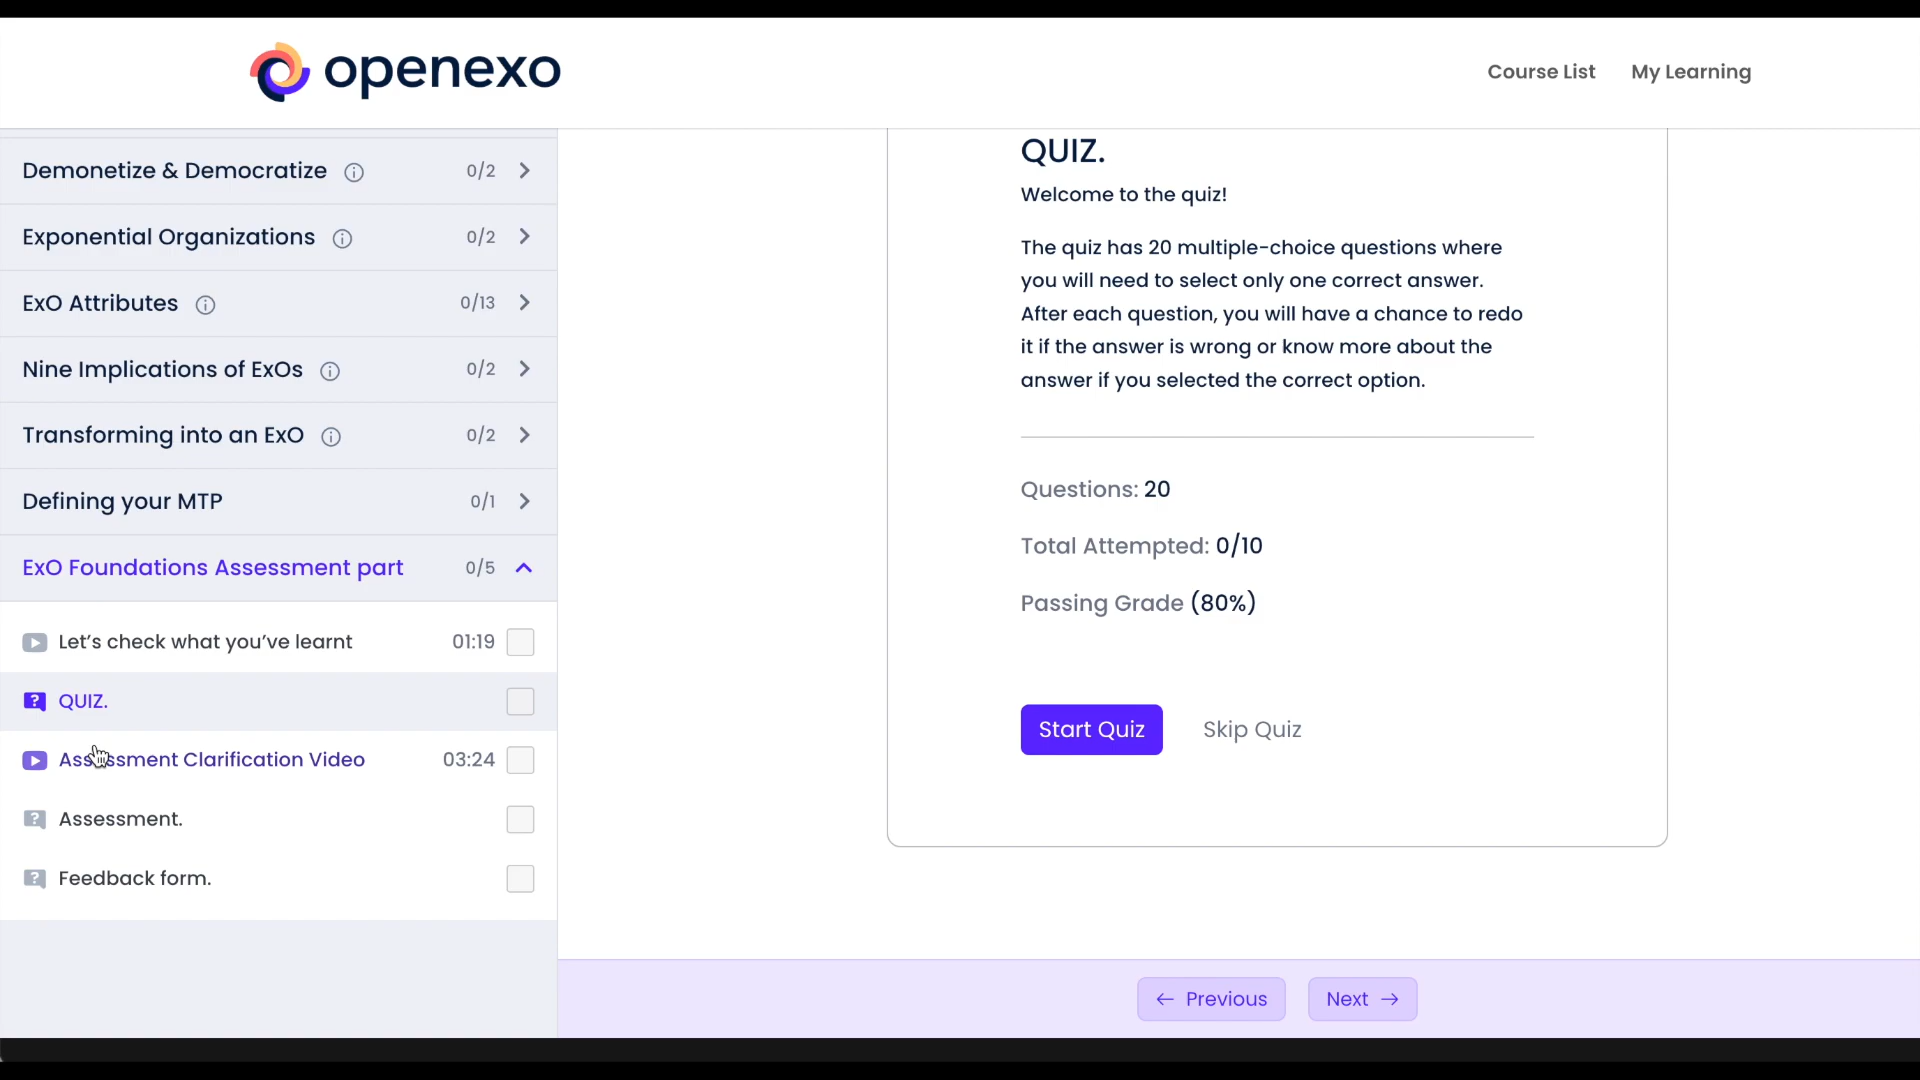 openexo
Course List
My Learning
Demonetize & Democratize 0/2
Exponential Organizations 0/2
ExO Attributes 0/13
Nine Implications of ExOs 0/2
Transforming into an ExO 0/2
Defining your MTP 0/1
ExO Foundations Assessment part 0/5
Let’s check what you’ve learnt 01:19
QUIZ.
Assessment Clarification Video 03:24
Assessment.
Feedback form.
QUIZ.
Welcome to the quiz!
The quiz has 20 multiple-choice questions where
you will need to select only one correct answer.
After each question, you will have a chance to redo
it if the answer is wrong or know more about the
answer if you selected the correct option.
Questions: 20
Total Attempted: 0/10
Passing Grade (80%)
Start Quiz
Skip Quiz
← Previous
Next →